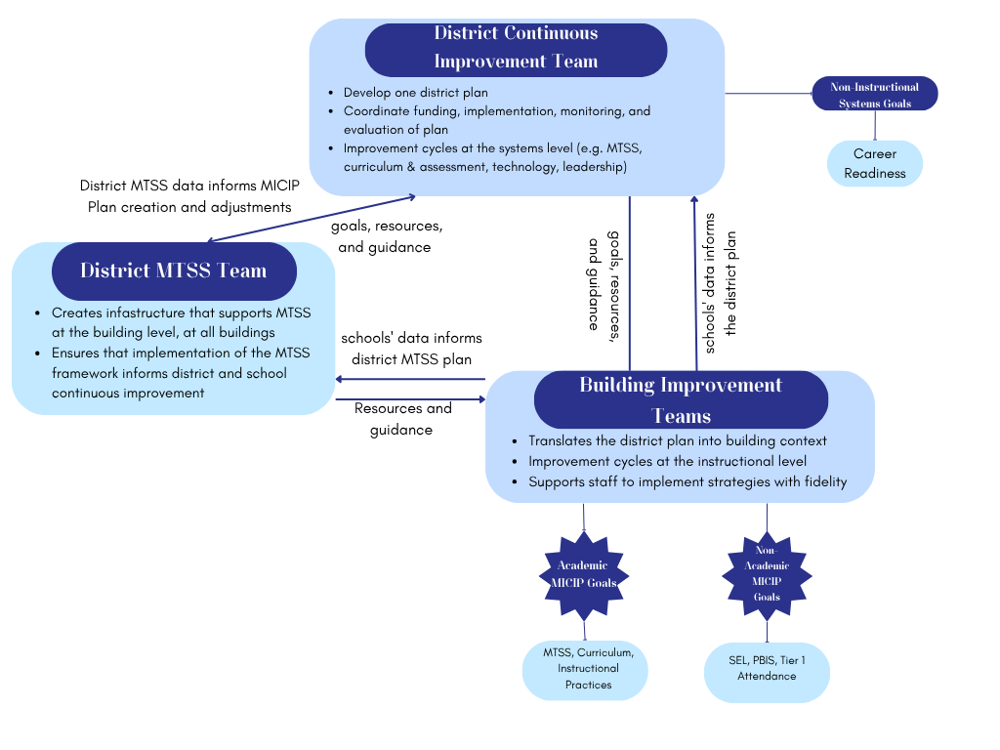 District Continuous
Improvement Team
• Develop one district plan
• Coordinate funding, implementation, monitoring, and
evaluation of plan
• Improvement cycles at the systems level (e.g. MTSS,
curriculum & assessment, technology, leadership)
Non-Instructional
Systems Goals
Career
Readiness
District MTSS data informs MICIP
Plan creation and adjustments
goals, resources,
and guidance
goals, resources,
and guidance
schools' data informs
the district plan
District MTSS Team
• Creates infastructure that supports MTSS
at the building level, at all buildings
• Ensures that implementation of the MTSS
framework informs district and school
continuous improvement
schools' data informs
district MTSS plan
Resources and
guidance
Building Improvement
Teams
• Translates the district plan into building context
• Improvement cycles at the instructional level
• Supports staff to implement strategies with fidelity
Academic
MICIP Goals
Non-
Academic
MICIP
Goals
MTSS, Curriculum,
Instructional
Practices
SEL, PBIS, Tier 1
Attendance